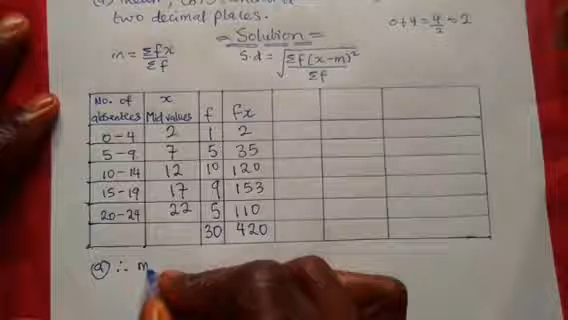 two decimal places.
0+4=4/2=2
= Solution =
m = Σfx/Σf
S.d = √Σf(x-m)²/Σf
No. of absentees x Mid values f fx
0-4 2 1 2
5-9 7 5 35
10-14 12 10 120
15-19 17 9 153
20-24 22 5 110
30 420
(a) ∴ m